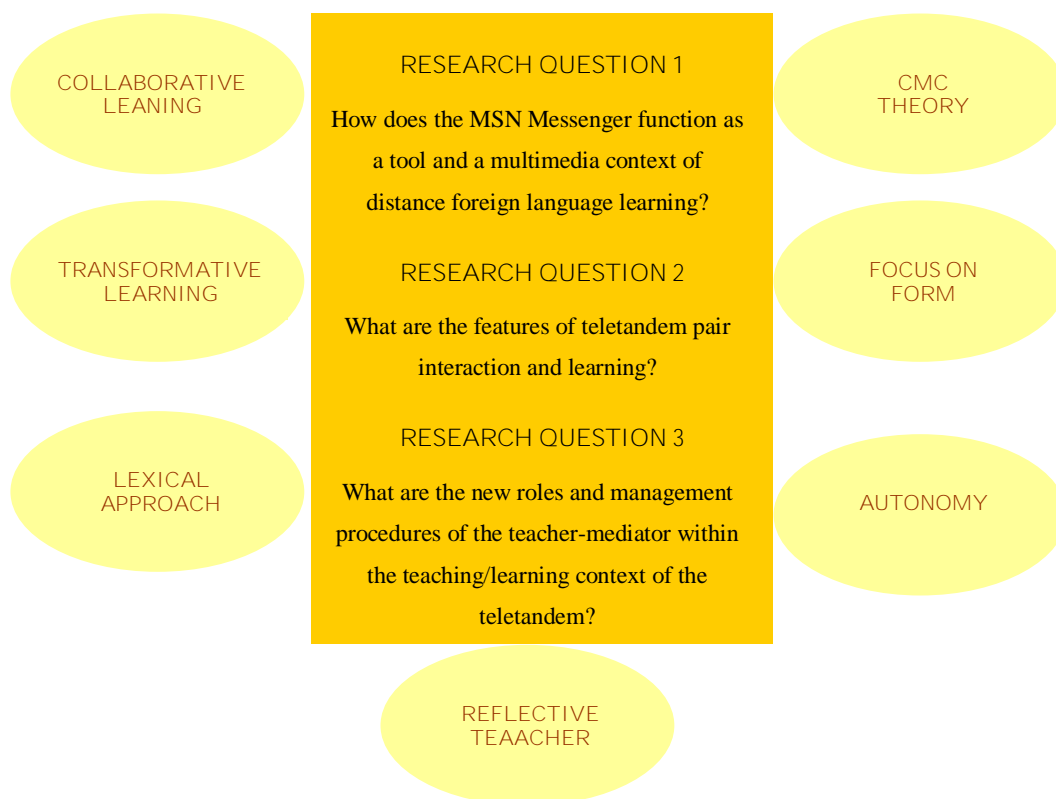 COLLABORATIVE
LEANING
TRANSFORMATIVE
LEARNING
LEXICAL
APPROACH
RESEARCH QUESTION 1
How does the MSN Messenger function as
a tool and a multimedia context of
distance foreign language learning?
RESEARCH QUESTION 2
What are the features of teletandem pair
interaction and learning?
RESEARCH QUESTION 3
What are the new roles and management
procedures of the teacher-mediator within
the teaching/learning context of the
teletandem?
CMC
THEORY
FOCUS ON
FORM
AUTONOMY
REFLECTIVE
TEAACHER